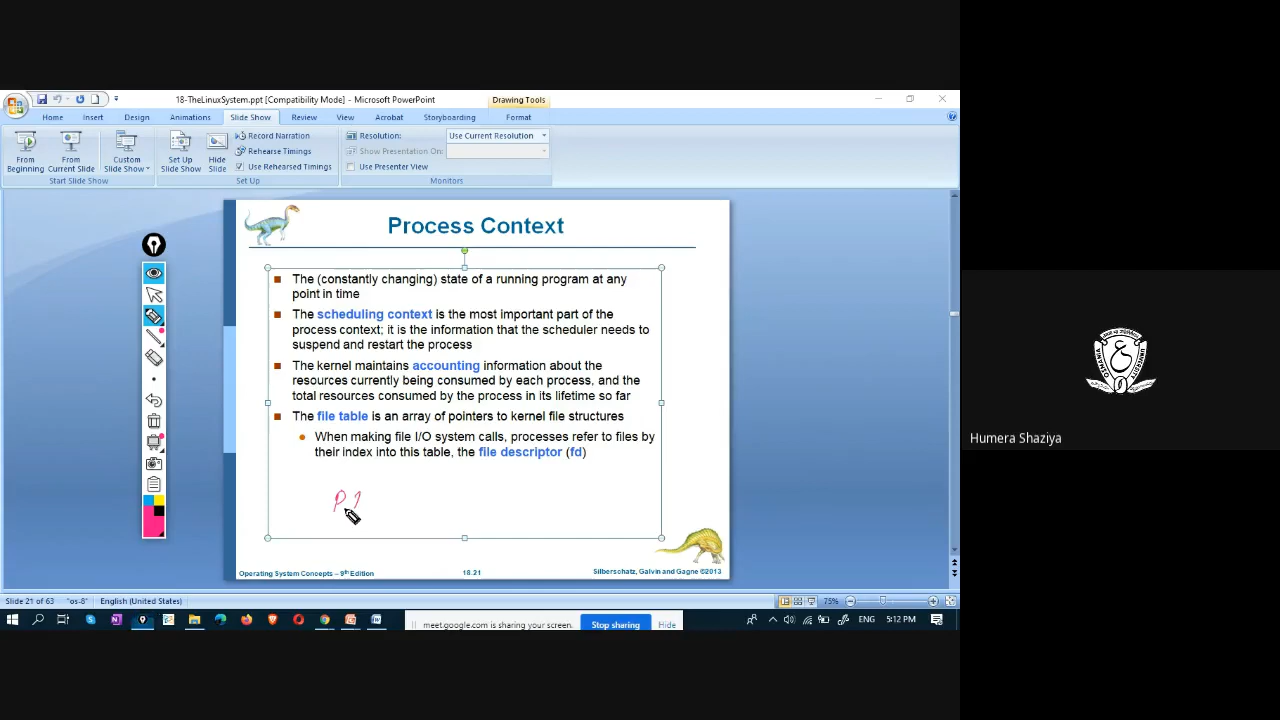 18-TheLinuxSystem.ppt [Compatibility Mode] - Microsoft PowerPoint
Drawing Tools
Home Insert Design Animations Slide Show Review View Acrobat Storyboarding Format
From Beginning
From Current Slide
Custom Slide Show
Set Up Slide Show
Hide Slide
Record Narration
Rehearse Timings
Use Rehearsed Timings
Resolution: Use Current Resolution
Show Presentation On:
Use Presenter View
Start Slide Show Set Up Monitors
Process Context
The (constantly changing) state of a running program at any
point in time
The scheduling context is the most important part of the
process context; it is the information that the scheduler needs to
suspend and restart the process
The kernel maintains accounting information about the
resources currently being consumed by each process, and the
total resources consumed by the process in its lifetime so far
The file table is an array of pointers to kernel file structures
When making file I/O system calls, processes refer to files by
their index into this table, the file descriptor (fd)
P1
Operating System Concepts – 9th Edition 18.21 Silberschatz, Galvin and Gagne ©2013
Slide 21 of 63 "os-8" English (United States) 75%
meet.google.com is sharing your screen. Stop sharing Hide
ENG 5:12 PM
Humera Shaziya